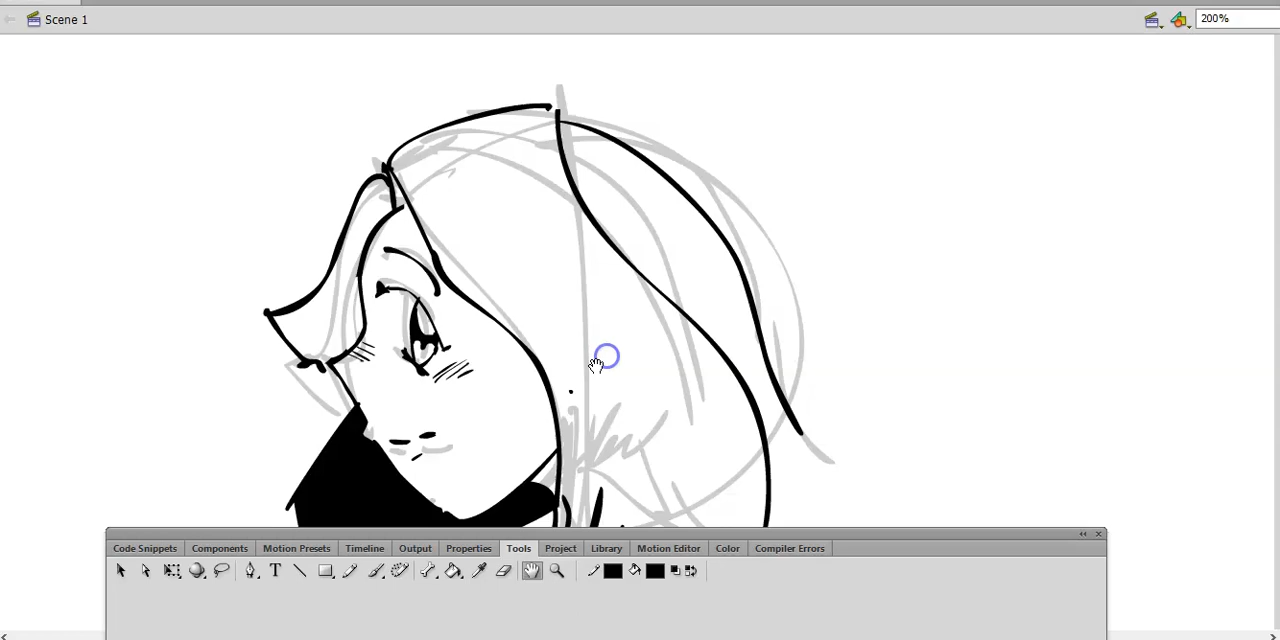 Scene 1
200%
Code Snippets Components Motion Presets Timeline Output Properties Tools Project Library Motion Editor Color Compiler Errors
T